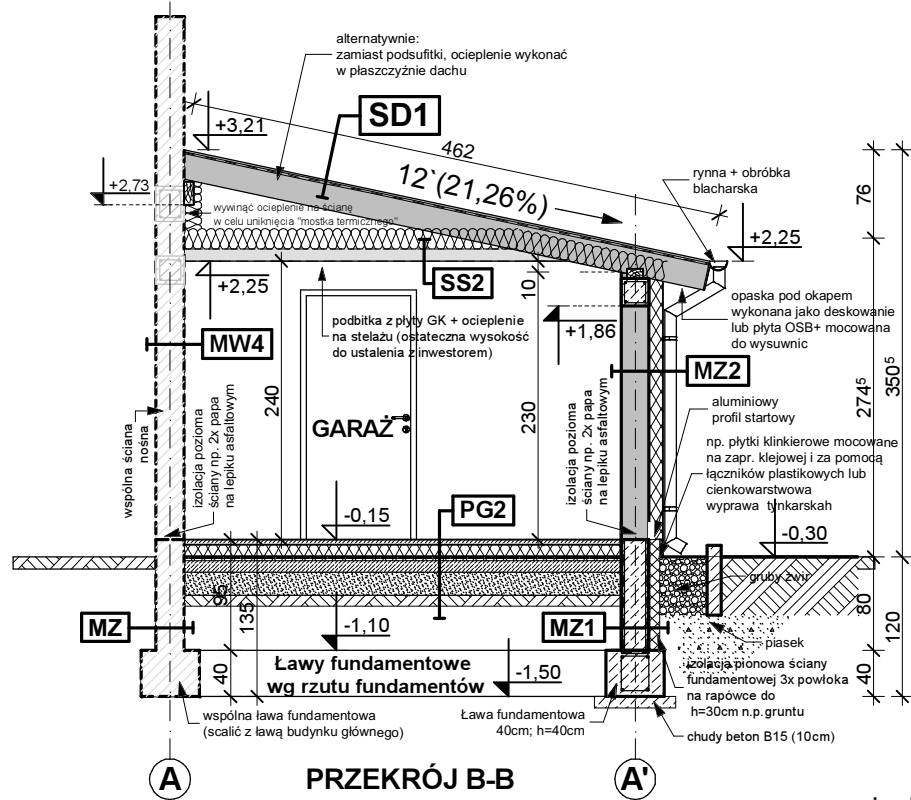 alternatywnie:
zamiast podsufitki, ocieplenie wykonać
w płaszczyźnie dachu
SD1
+3,21
462
12`(21,26%)
rynna + obróbka
blacharska
76
+2,73
wywinąć ocieplenie na ścianę
w celu uniknięcia "mostka termicznego"
+2,25
+2,25
SS2
10
opaska pod okapem
wykonana jako deskowanie
lub płyta OSB+ mocowana
do wysuwnic
podbitka z płyty GK + ocieplenie
na stelażu (ostateczna wysokość
do ustalenia z inwestorem)
+1,86
MW4
MZ2
274⁵
350⁵
240
230
aluminiowy
profil startowy
wspólna ściana
nośna
izolacja pozioma
ściany np. 2x papa
na lepiku asfaltowym
GARAŻ
izolacja pozioma
ściany np. 2x papa
na lepiku asfaltowym
np. płytki klinkierowe mocowane
na zapr. klejowej i za pomocą
łączników plastikowych lub
cienkowarstwowa
wyprawa tynkarskah
-0,15
PG2
-0,30
gruby żwir
95
135
80
120
MZ
-1,10
MZ1
piasek
40
Ławy fundamentowe
wg rzutu fundamentów
-1,50
izolacja pionowa ściany
fundamentowej 3x powłoka
na rapówce do
h=30cm n.p.gruntu
40
wspólna ława fundamentowa
(scalić z ławą budynku głównego)
Ława fundamentowa
40cm; h=40cm
chudy beton B15 (10cm)
A
PRZEKRÓJ B-B
A'